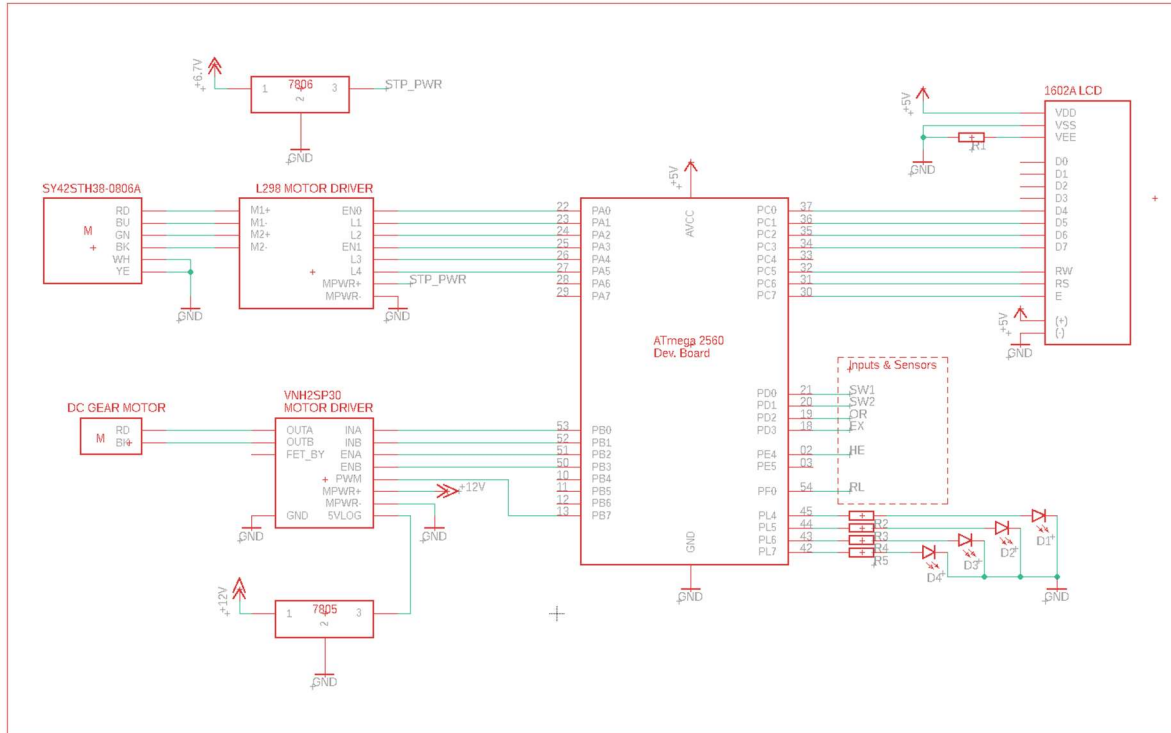 +6.7V
7806
1 2 3
STP_PWR
GND
SY42STH38-0806A
M
RD
BU
GN
BK
WH
YE
GND
L298 MOTOR DRIVER
M1+ EN0
M1- L1
M2+ L2
M2- EN1
L3
L4
MPWR+ STP_PWR
MPWR-
GND
DC GEAR MOTOR
M
RD
BK
VNH2SP30
MOTOR DRIVER
OUTA INA
OUTB INB
FET_BY ENA
ENB
PWM
MPWR+ +12V
MPWR-
GND 5VLOG
GND
GND
+12V
7805
1 2 3
GND
+5V
AVCC
22 PA0
23 PA1
24 PA2
25 PA3
26 PA4
27 PA5
28 PA6
29 PA7
ATmega 2560
Dev. Board
53 PB0
52 PB1
51 PB2
50 PB3
10 PB4
11 PB5
12 PB6
13 PB7
GND
GND
PC0 37
PC1 36
PC2 35
PC3 34
PC4 33
PC5 32
PC6 31
PC7 30
PD0 21
PD1 20
PD2 19
PD3 18
PE4 02
PE5 03
PF0 54
PL4 45
PL5 44
PL6 43
PL7 42
Inputs & Sensors
SW1
SW2
OR
EX
HE
RL
R2
R3
R4
R5
D1
D2
D3
D4
GND
1602A LCD
+5V
GND
R1
VDD
VSS
VEE
D0
D1
D2
D3
D4
D5
D6
D7
RW
RS
E
+5V
(+)
(-)
GND